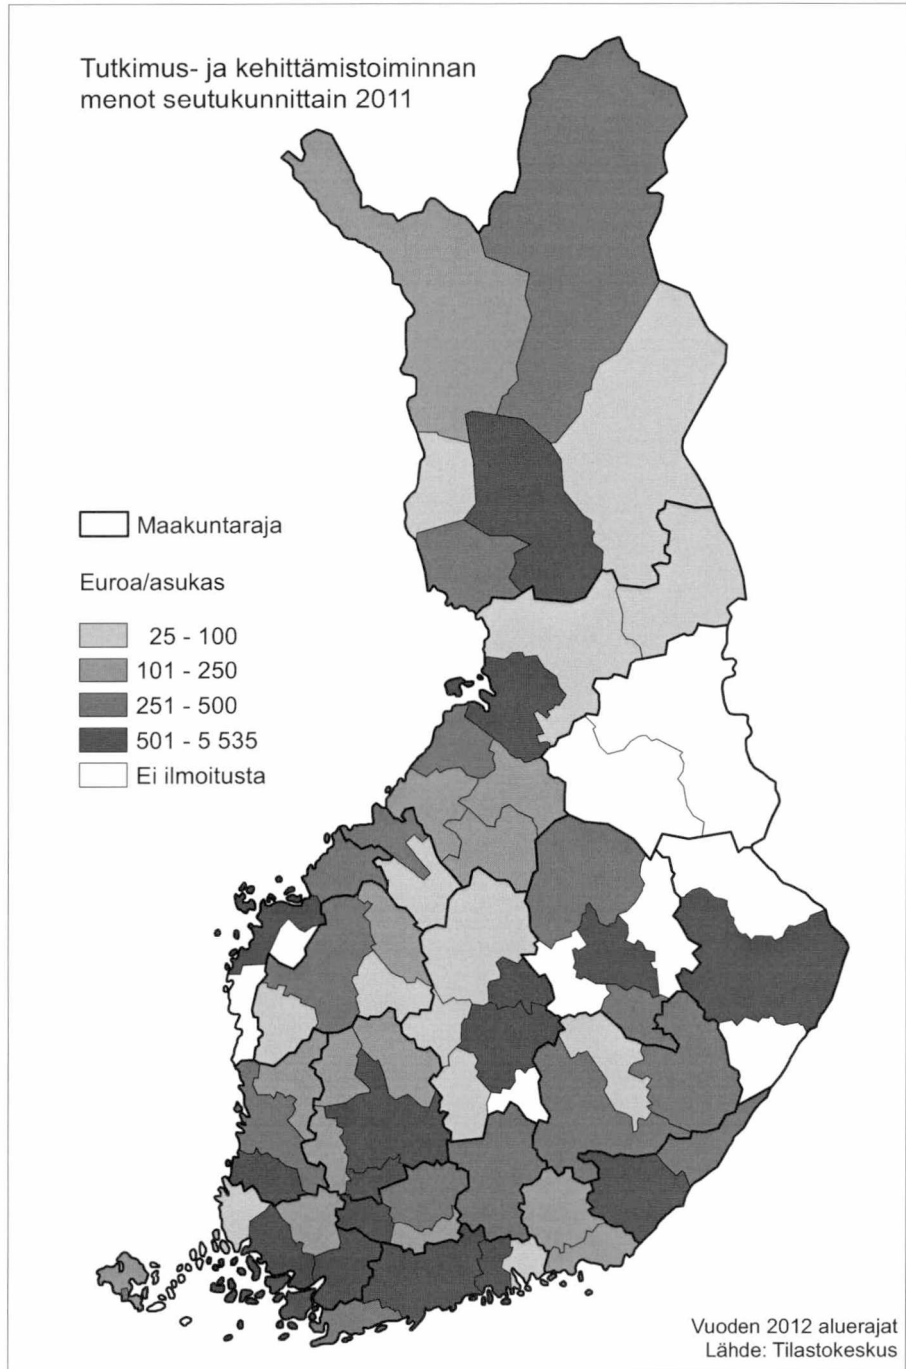 Tutkimus- ja kehittämistoiminnan
menot seutukunnittain 2011
Maakuntaraja
Euroa/asukas
25 - 100
101 - 250
251 - 500
501 - 5 535
Ei ilmoitusta
Vuoden 2012 aluerajat
Lähde: Tilastokeskus